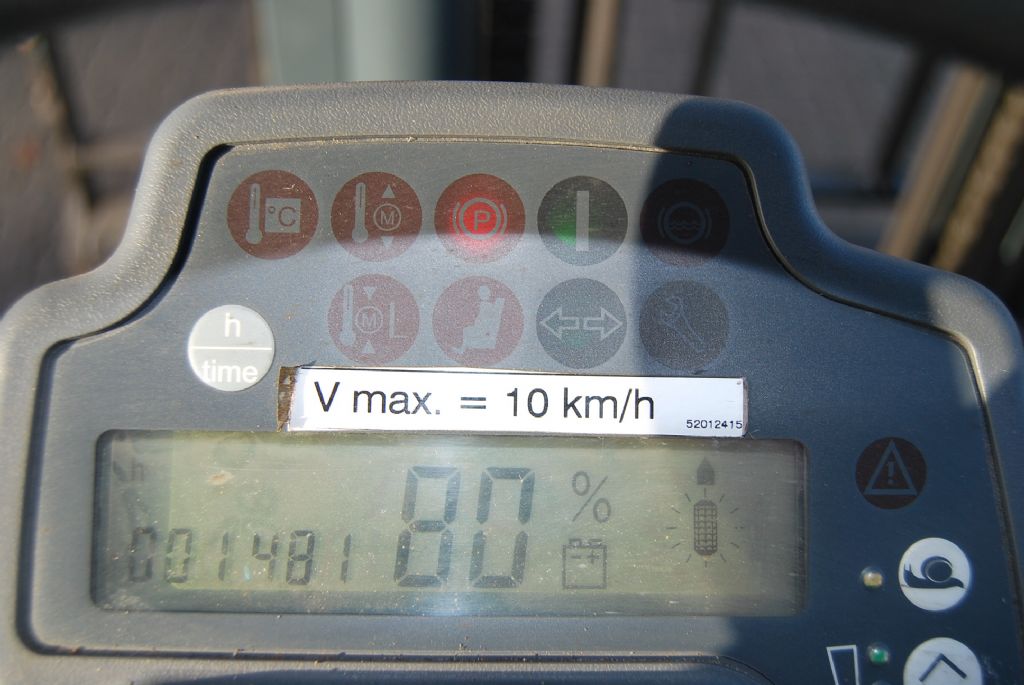 °C
M
P
M L
h
time
V max. = 10 km/h
52012415
h
001481
80 %
- +